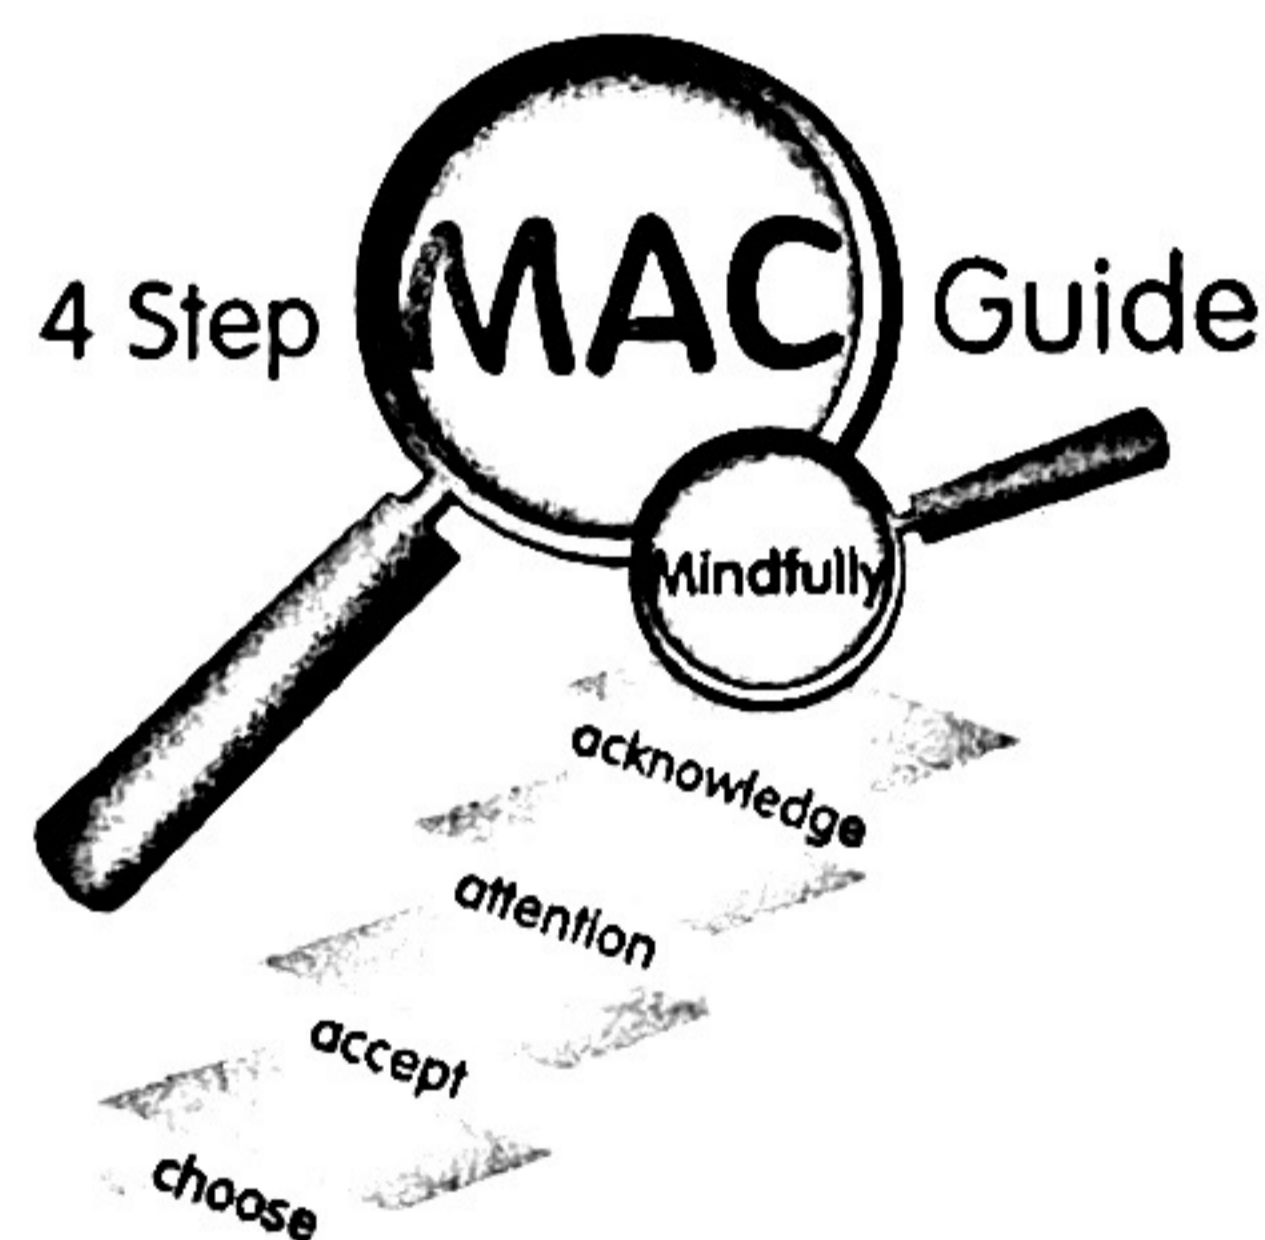 4 Step MAC Guide
Mindfully
acknowledge
attention
accept
choose